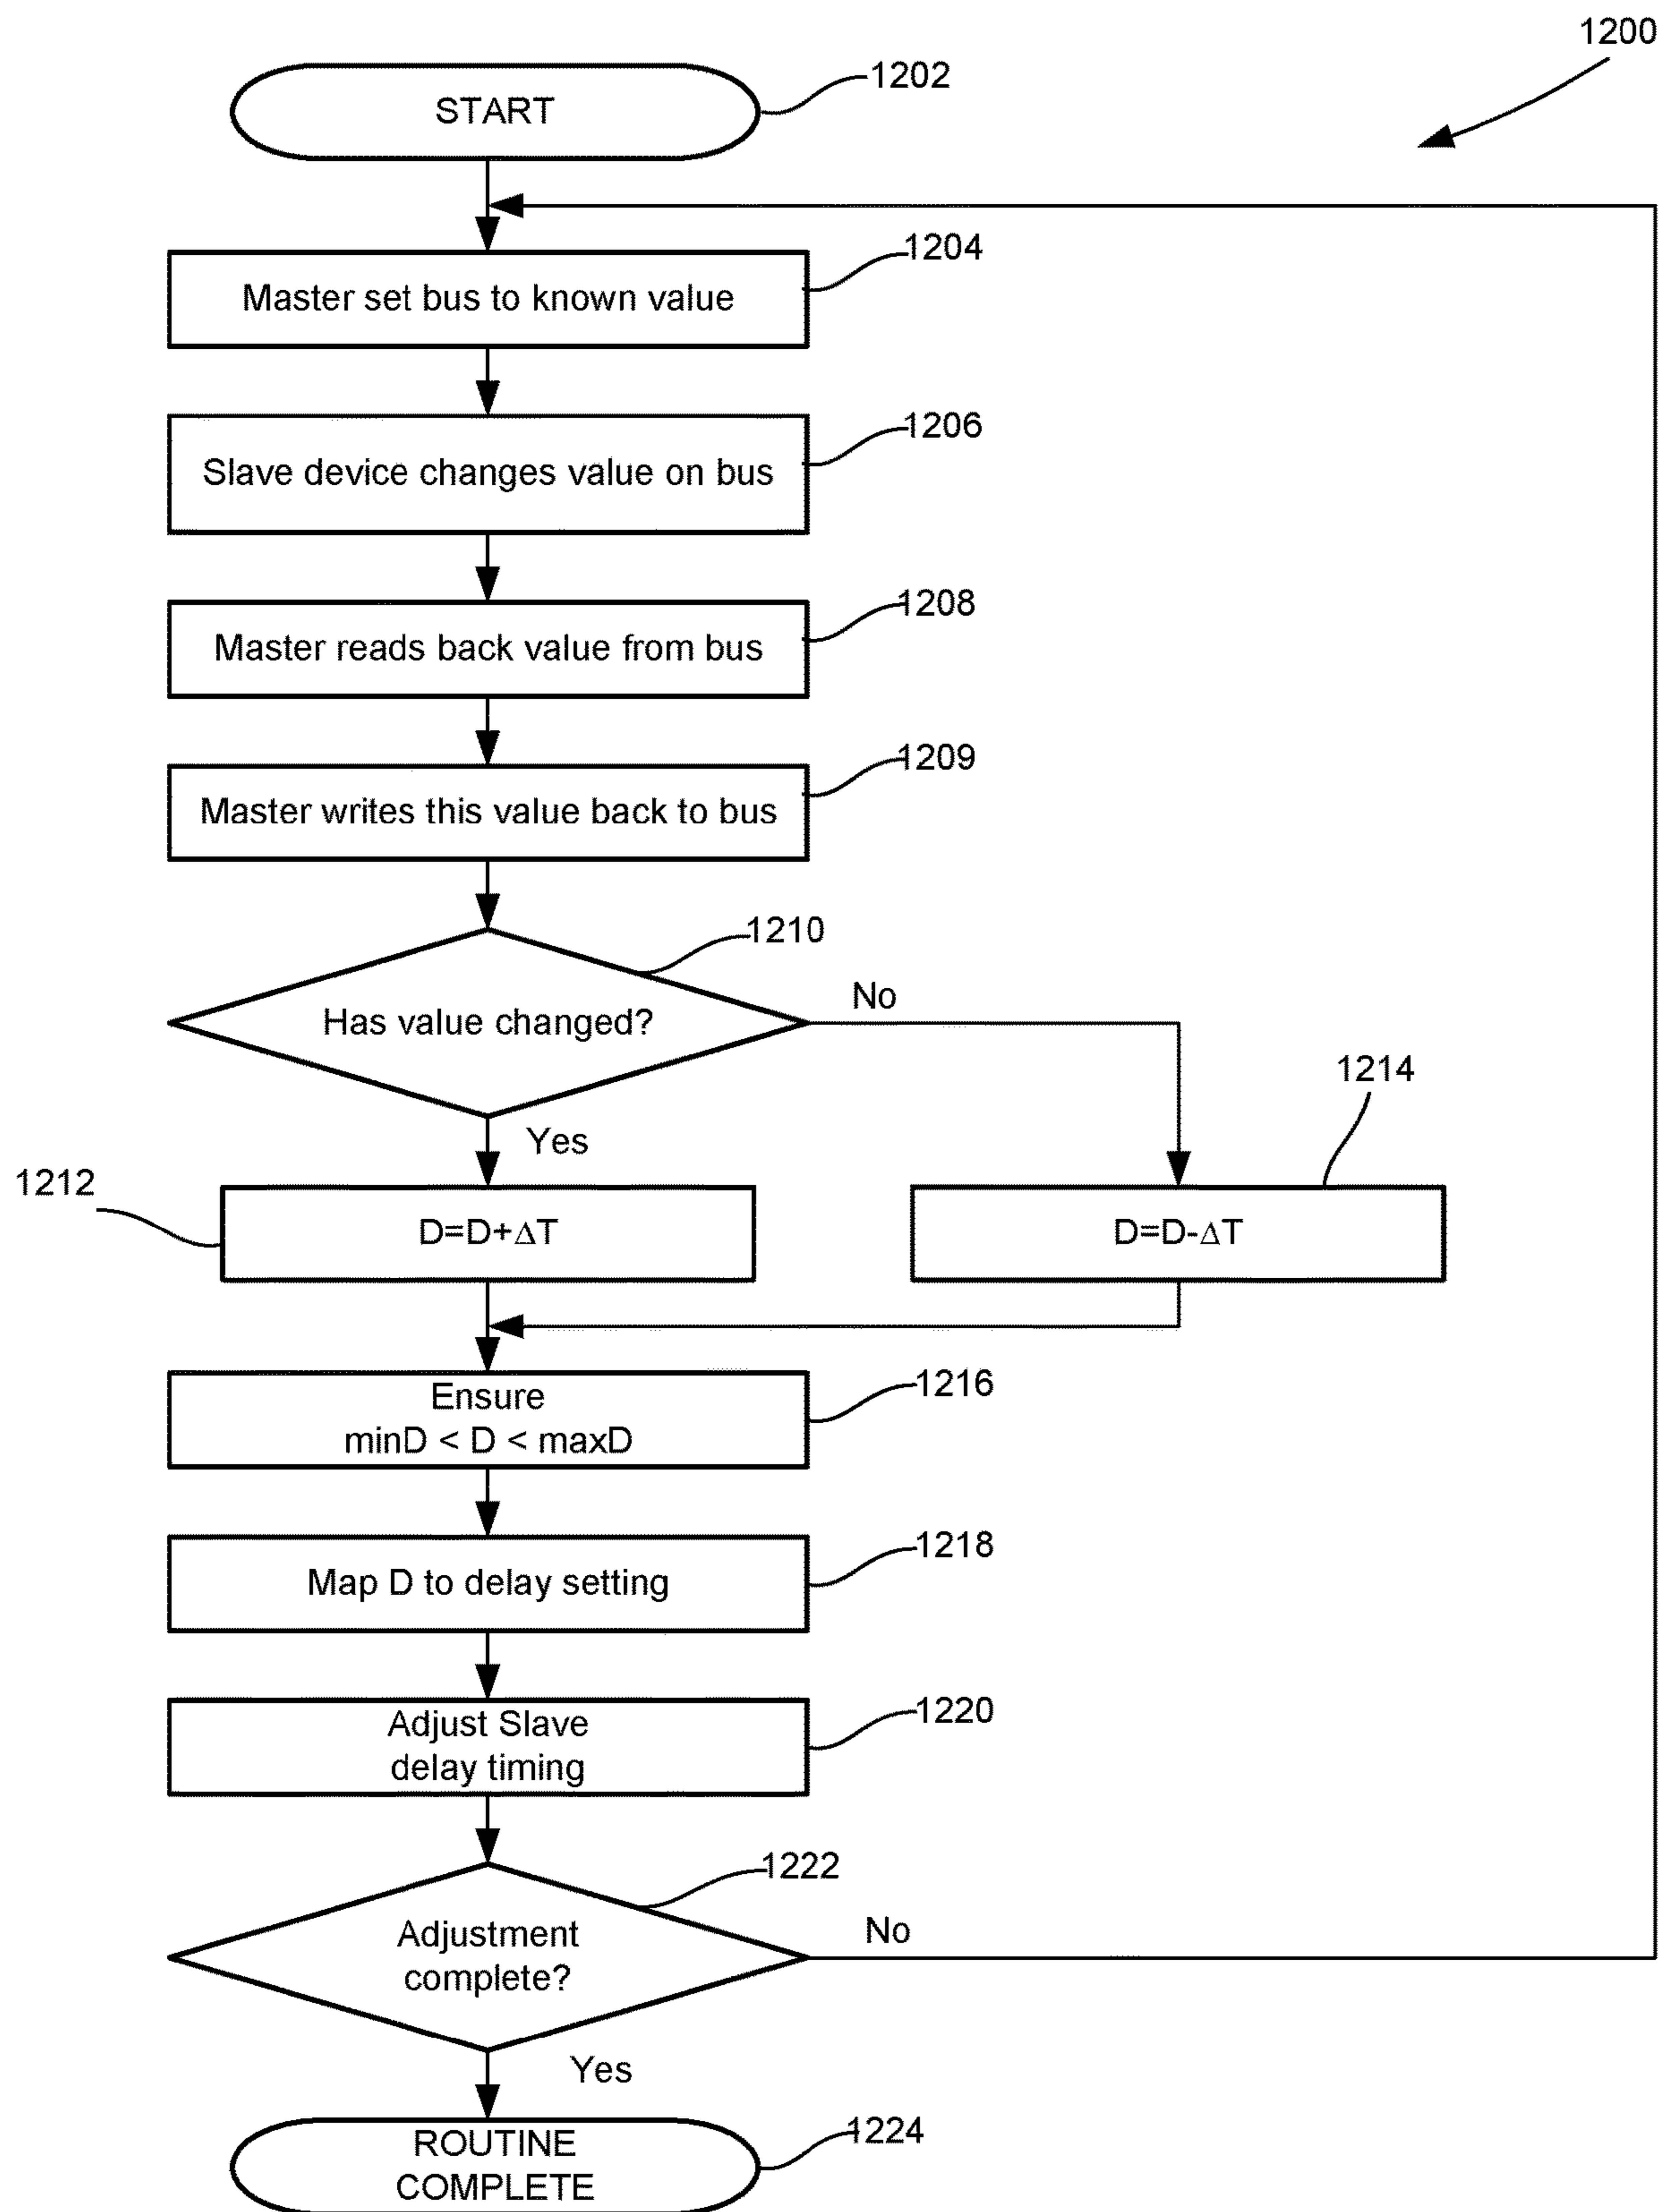 1200
1202
START
1204
Master set bus to known value
1206
Slave device changes value on bus
1208
Master reads back value from bus
1209
Master writes this value back to bus
1210
Has value changed?
No
Yes
1214
1212
D=D+ΔT
D=D-ΔT
1216
Ensure
minD < D < maxD
1218
Map D to delay setting
1220
Adjust Slave
delay timing
1222
Adjustment
complete?
No
Yes
1224
ROUTINE
COMPLETE